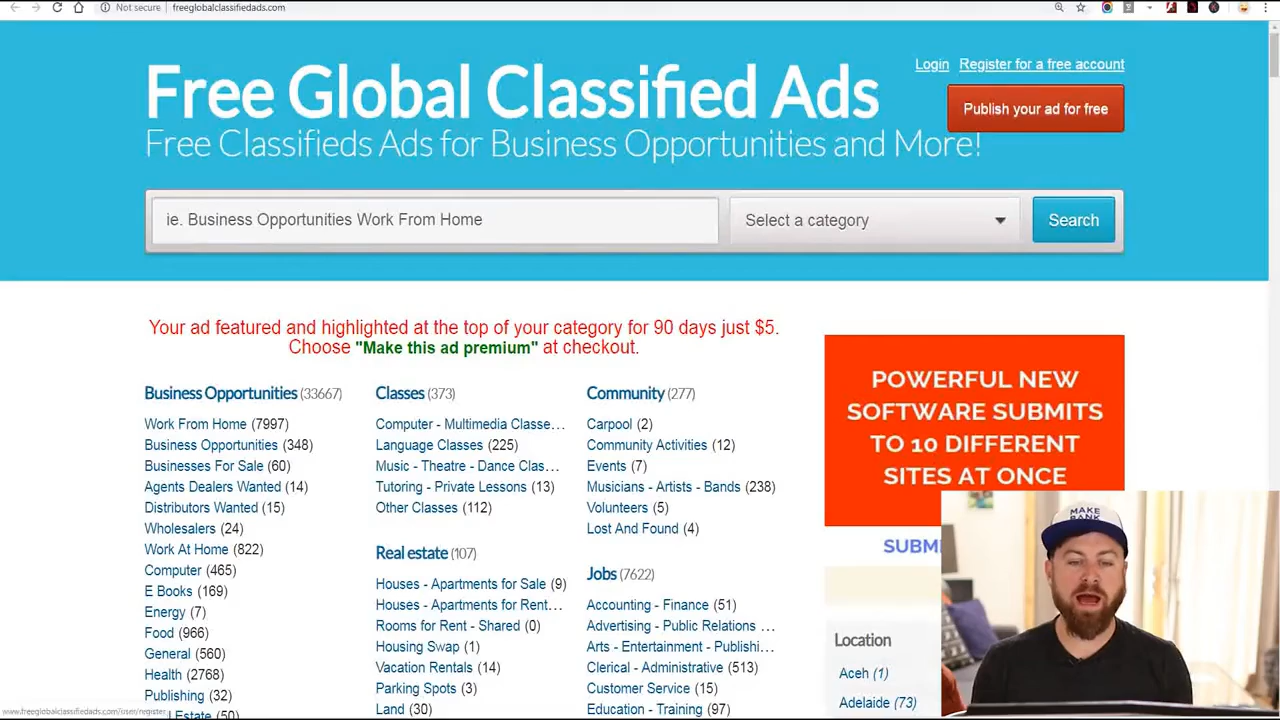 Not secure | freeglobalclassifiedads.com
Free Global Classified Ads
Free Classifieds Ads for Business Opportunities and More!
Login Register for a free account
Publish your ad for free
ie. Business Opportunities Work From Home
Select a category
Search
Your ad featured and highlighted at the top of your category for 90 days just $5.
Choose "Make this ad premium" at checkout.
Business Opportunities (33667)
Work From Home (7997)
Business Opportunities (348)
Businesses For Sale (60)
Agents Dealers Wanted (14)
Distributors Wanted (15)
Wholesalers (24)
Work At Home (822)
Computer (465)
E Books (169)
Energy (7)
Food (966)
General (560)
Health (2768)
Publishing (32)
l Estate (50)
Classes (373)
Computer - Multimedia Classe...
Language Classes (225)
Music - Theatre - Dance Clas...
Tutoring - Private Lessons (13)
Other Classes (112)
Real estate (107)
Houses - Apartments for Sale (9)
Houses - Apartments for Rent...
Rooms for Rent - Shared (0)
Housing Swap (1)
Vacation Rentals (14)
Parking Spots (3)
Land (30)
Community (277)
Carpool (2)
Community Activities (12)
Events (7)
Musicians - Artists - Bands (238)
Volunteers (5)
Lost And Found (4)
Jobs (7622)
Accounting - Finance (51)
Advertising - Public Relations ...
Arts - Entertainment - Publishi...
Clerical - Administrative (513)
Customer Service (15)
Education - Training (97)
POWERFUL NEW
SOFTWARE SUBMITS
TO 10 DIFFERENT
SITES AT ONCE
SUBM
Location
Aceh (1)
Adelaide (73)
MAKE
www.freeglobalclassifiedads.com/user/register